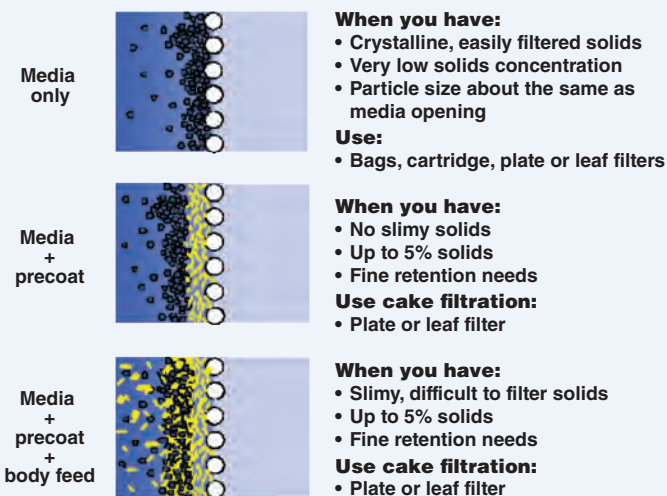 Media
only
When you have:
• Crystalline, easily filtered solids
• Very low solids concentration
• Particle size about the same as
media opening
Use:
• Bags, cartridge, plate or leaf filters
Media
+
precoat
When you have:
• No slimy solids
• Up to 5% solids
• Fine retention needs
Use cake filtration:
• Plate or leaf filter
Media
+
precoat
+
body feed
When you have:
• Slimy, difficult to filter solids
• Up to 5% solids
• Fine retention needs
Use cake filtration:
• Plate or leaf filter